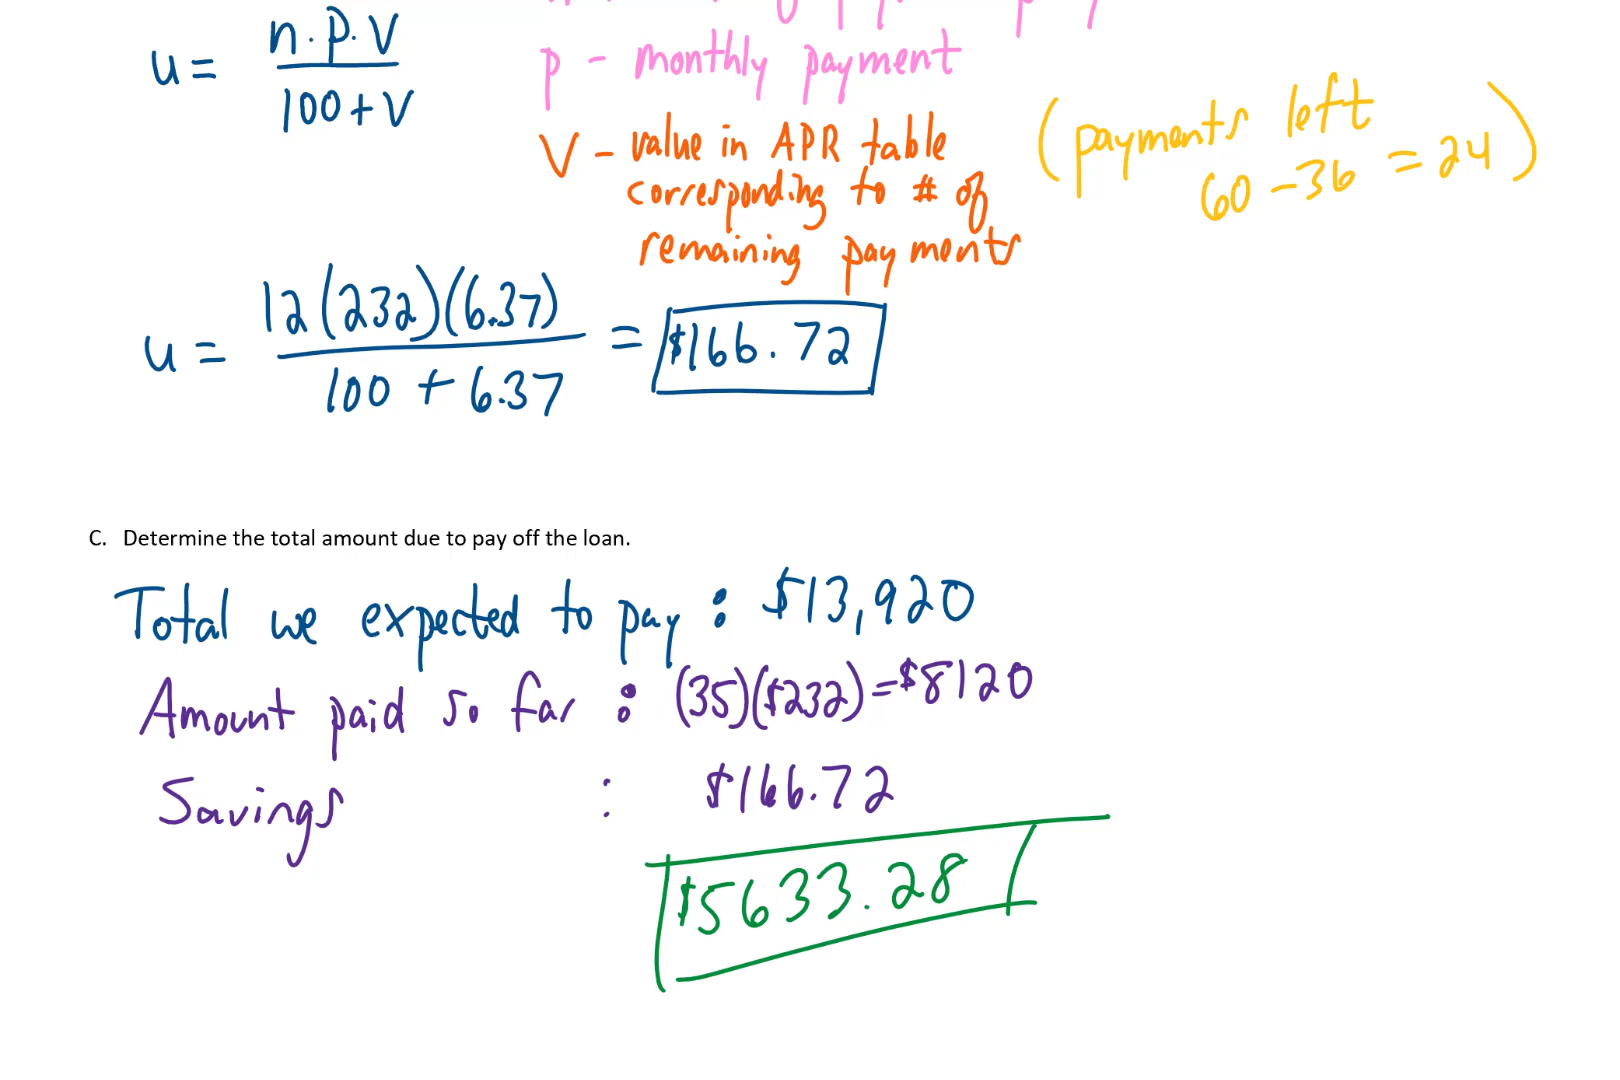 u = n·p·V / 100 + V
p - monthly payment
V - value in APR table
corresponding to # of
remaining payments
(payments left
60 - 36 = 24)
u = 12(232)(6.37) / 100 + 6.37 = $166.72
C. Determine the total amount due to pay off the loan.
Total we expected to pay : $13,920
Amount paid so far : (35)($232) = $8120
Savings : $166.72
$5633.28